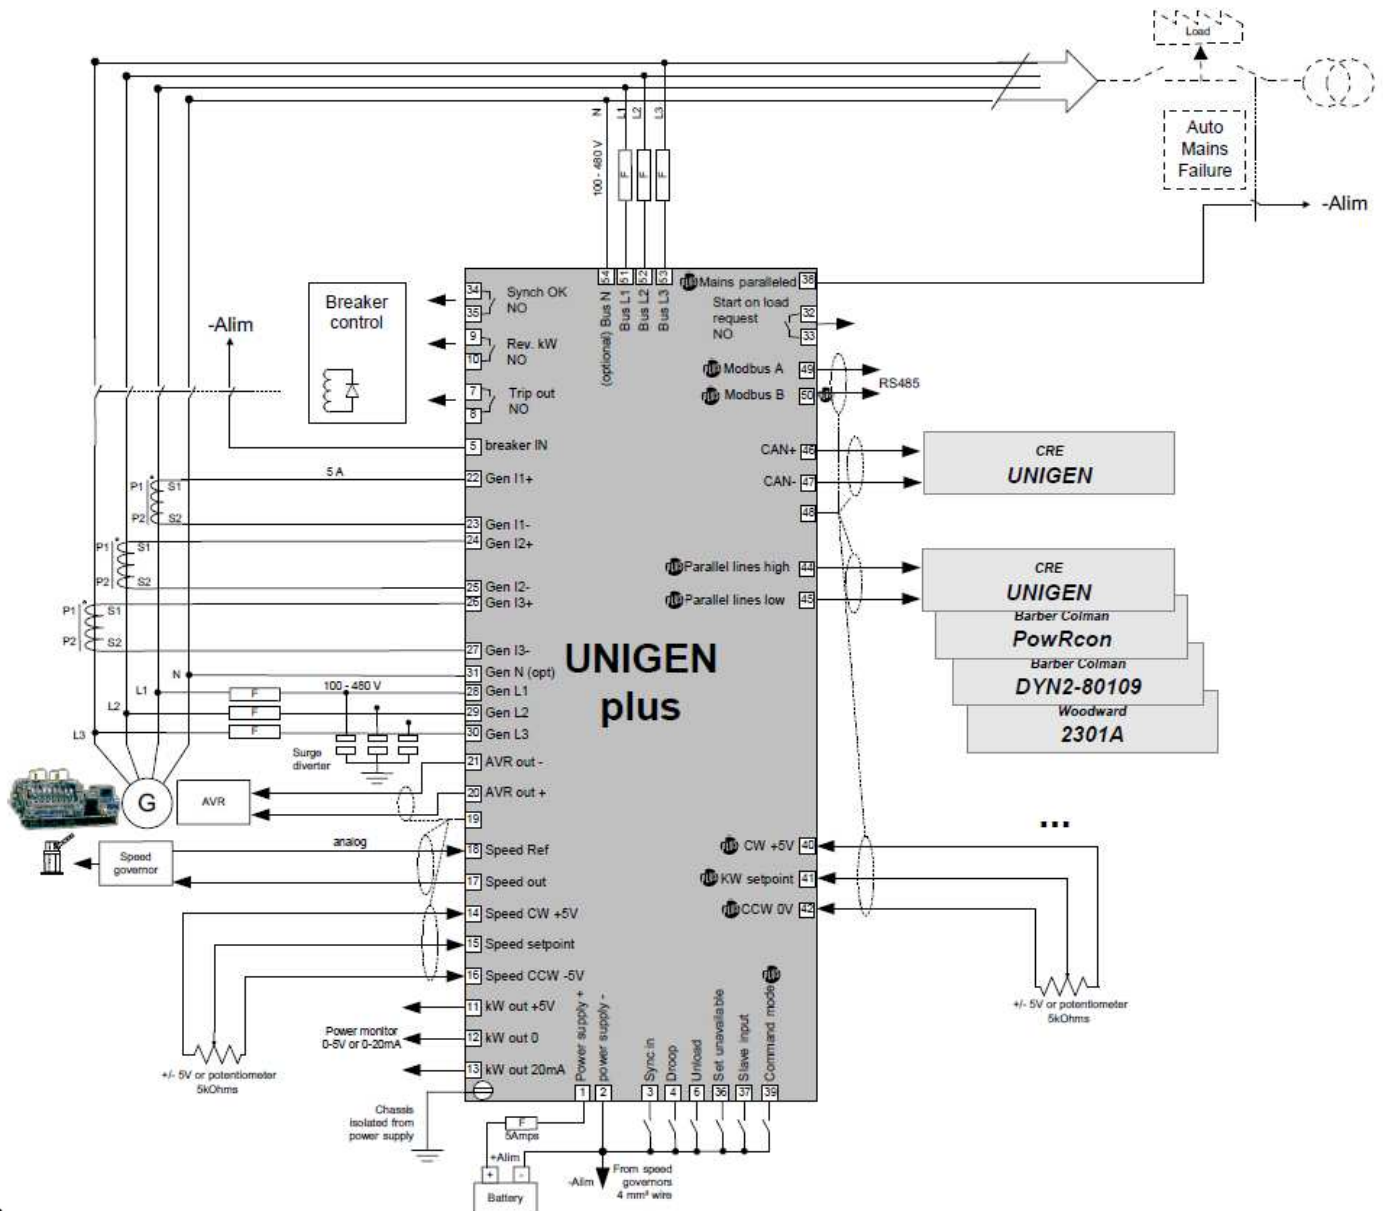 Load
Auto
Mains
Failure
-Alim
N
L1
L2
L3
100 - 480 V
F
F
F
54
51
52
53
(optional) Bus N
Bus L1
Bus L2
Bus L3
Breaker
control
-Alim
34
35
Synch OK
NO
9
10
Rev. kW
NO
7
8
Trip out
NO
5 breaker IN
5 A
22 Gen I1+
23 Gen I1-
24 Gen I2+
25 Gen I2-
26 Gen I3+
27 Gen I3-
31 Gen N (opt)
28 Gen L1
29 Gen L2
30 Gen L3
21 AVR out -
20 AVR out +
19
18 Speed Ref
17 Speed out
14 Speed CW +5V
15 Speed setpoint
16 Speed CCW -5V
11 kW out +5V
12 kW out 0
13 kW out 20mA
P1 S1
P2 S2
P1 S1
P2 S2
P1 S1
P2 S2
N
L1
L2
L3
F
F
F
100 - 480 V
Surge
diverter
G
AVR
analog
Speed
governor
Power monitor
0-5V or 0-20mA
+/- 5V or potentiometer
5kOhms
Chassis
isolated from
power supply
UNIGEN
plus
Mains paralleled 38
Start on load
request
NO
32
33
Modbus A 49
Modbus B 50
RS485
CAN+ 46
CAN- 47
48
Parallel lines high 44
Parallel lines low 45
CW +5V 40
KW setpoint 41
CCW 0V 42
CRE
UNIGEN
CRE
UNIGEN
Barber Colman
PowRcon
Barber Colman
DYN2-80109
Woodward
2301A
...
+/- 5V or potentiometer
5kOhms
Power supply +
power supply -
Sync in
Droop
Unload
Set unavailable
Slave input
Command mode
1
2
3
4
6
36
37
39
F
5Amps
+Alim
+ -
Battery
-Alim
From speed
governors
4 mm² wire